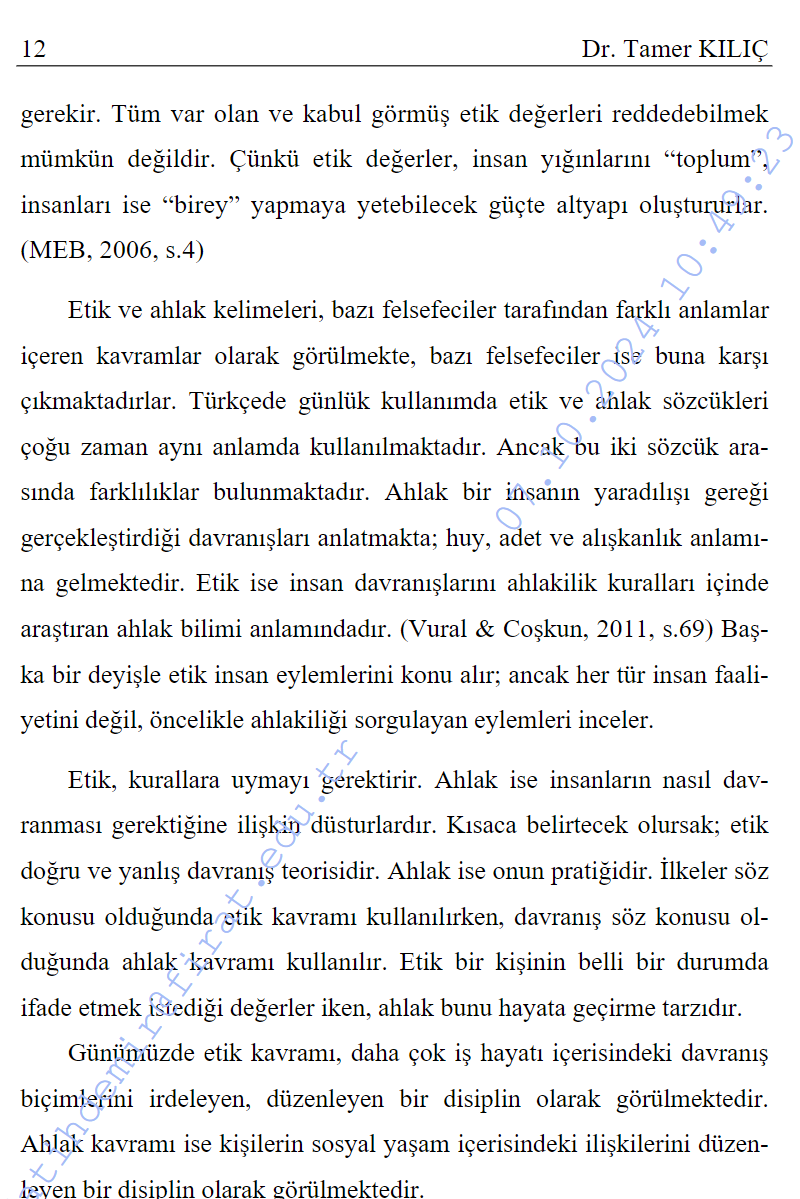 12 Dr. Tamer KILIÇ
gerekir. Tüm var olan ve kabul görmüş etik değerleri reddedebilmek
mümkün değildir. Çünkü etik değerler, insan yığınlarını “toplum”,
insanları ise “birey” yapmaya yetebilecek güçte altyapı oluştururlar.
(MEB, 2006, s.4)
Etik ve ahlak kelimeleri, bazı felsefeciler tarafından farklı anlamlar
içeren kavramlar olarak görülmekte, bazı felsefeciler ise buna karşı
çıkmaktadırlar. Türkçede günlük kullanımda etik ve ahlak sözcükleri
çoğu zaman aynı anlamda kullanılmaktadır. Ancak bu iki sözcük ara-
sında farklılıklar bulunmaktadır. Ahlak bir insanın yaradılışı gereği
gerçekleştirdiği davranışları anlatmakta; huy, adet ve alışkanlık anlamı-
na gelmektedir. Etik ise insan davranışlarını ahlakilik kuralları içinde
araştıran ahlak bilimi anlamındadır. (Vural & Coşkun, 2011, s.69) Baş-
ka bir deyişle etik insan eylemlerini konu alır; ancak her tür insan faali-
yetini değil, öncelikle ahlakiliği sorgulayan eylemleri inceler.
Etik, kurallara uymayı gerektirir. Ahlak ise insanların nasıl dav-
ranması gerektiğine ilişkin düsturlardır. Kısaca belirtecek olursak; etik
doğru ve yanlış davranış teorisidir. Ahlak ise onun pratiğidir. İlkeler söz
konusu olduğunda etik kavramı kullanılırken, davranış söz konusu ol-
duğunda ahlak kavramı kullanılır. Etik bir kişinin belli bir durumda
ifade etmek istediği değerler iken, ahlak bunu hayata geçirme tarzıdır.
Günümüzde etik kavramı, daha çok iş hayatı içerisindeki davranış
biçimlerini irdeleyen, düzenleyen bir disiplin olarak görülmektedir.
Ahlak kavramı ise kişilerin sosyal yaşam içerisindeki ilişkilerini düzen-
leyen bir disiplin olarak görülmektedir.
atihdemirafirat.edu.tr
07.10.2024 10:49:23